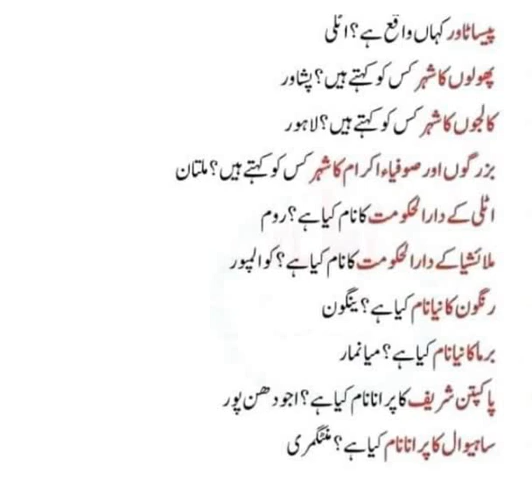 پیسا ٹاور کہاں واقع ہے؟ اٹلی
پھولوں کا شہر کس کو کہتے ہیں؟ پشاور
کالجوں کا شہر کس کو کہتے ہیں؟ لاہور
بزرگوں اور صوفیاء اکرام کا شہر کس کو کہتے ہیں؟ ملتان
اٹلی کے دارالحکومت کا نام کیا ہے؟ روم
ملائشیا کے دارالحکومت کا نام کیا ہے؟ کوالمپور
رنگون کا نیا نام کیا ہے؟ ینگون
برما کا نیا نام کیا ہے؟ میانمار
پاکپتن شریف کا پرانا نام کیا ہے؟ اجودھن پور
ساہیوال کا پرانا نام کیا ہے؟ منٹگمری